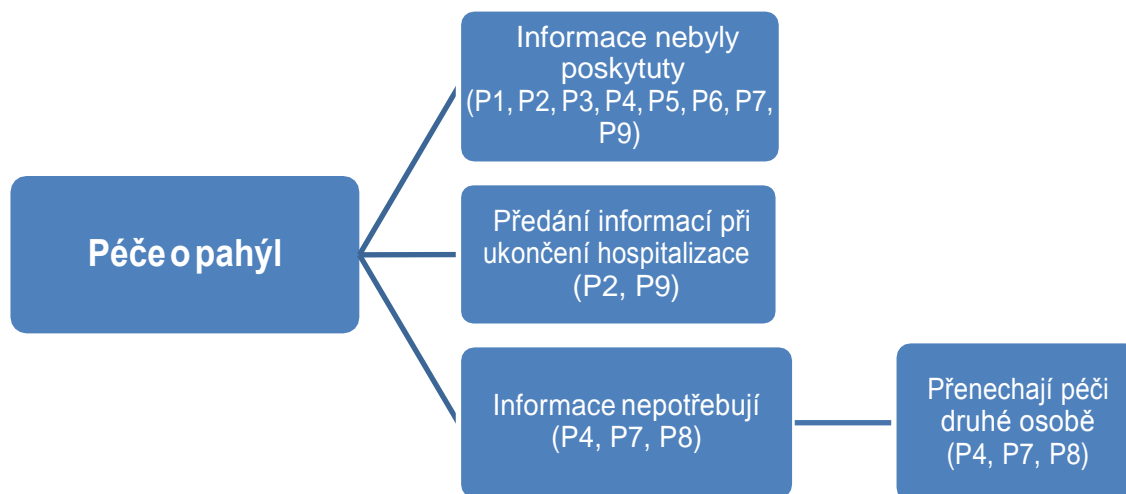 Informace nebyly
poskytuty
(P1, P2, P3, P4, P5, P6, P7,
P9)
Péče o pahýl
Předání informací při
ukončení hospitalizace
(P2, P9)
Informace nepotřebují
(P4, P7, P8)
Přenechají péči
druhé osobě
(P4, P7, P8)